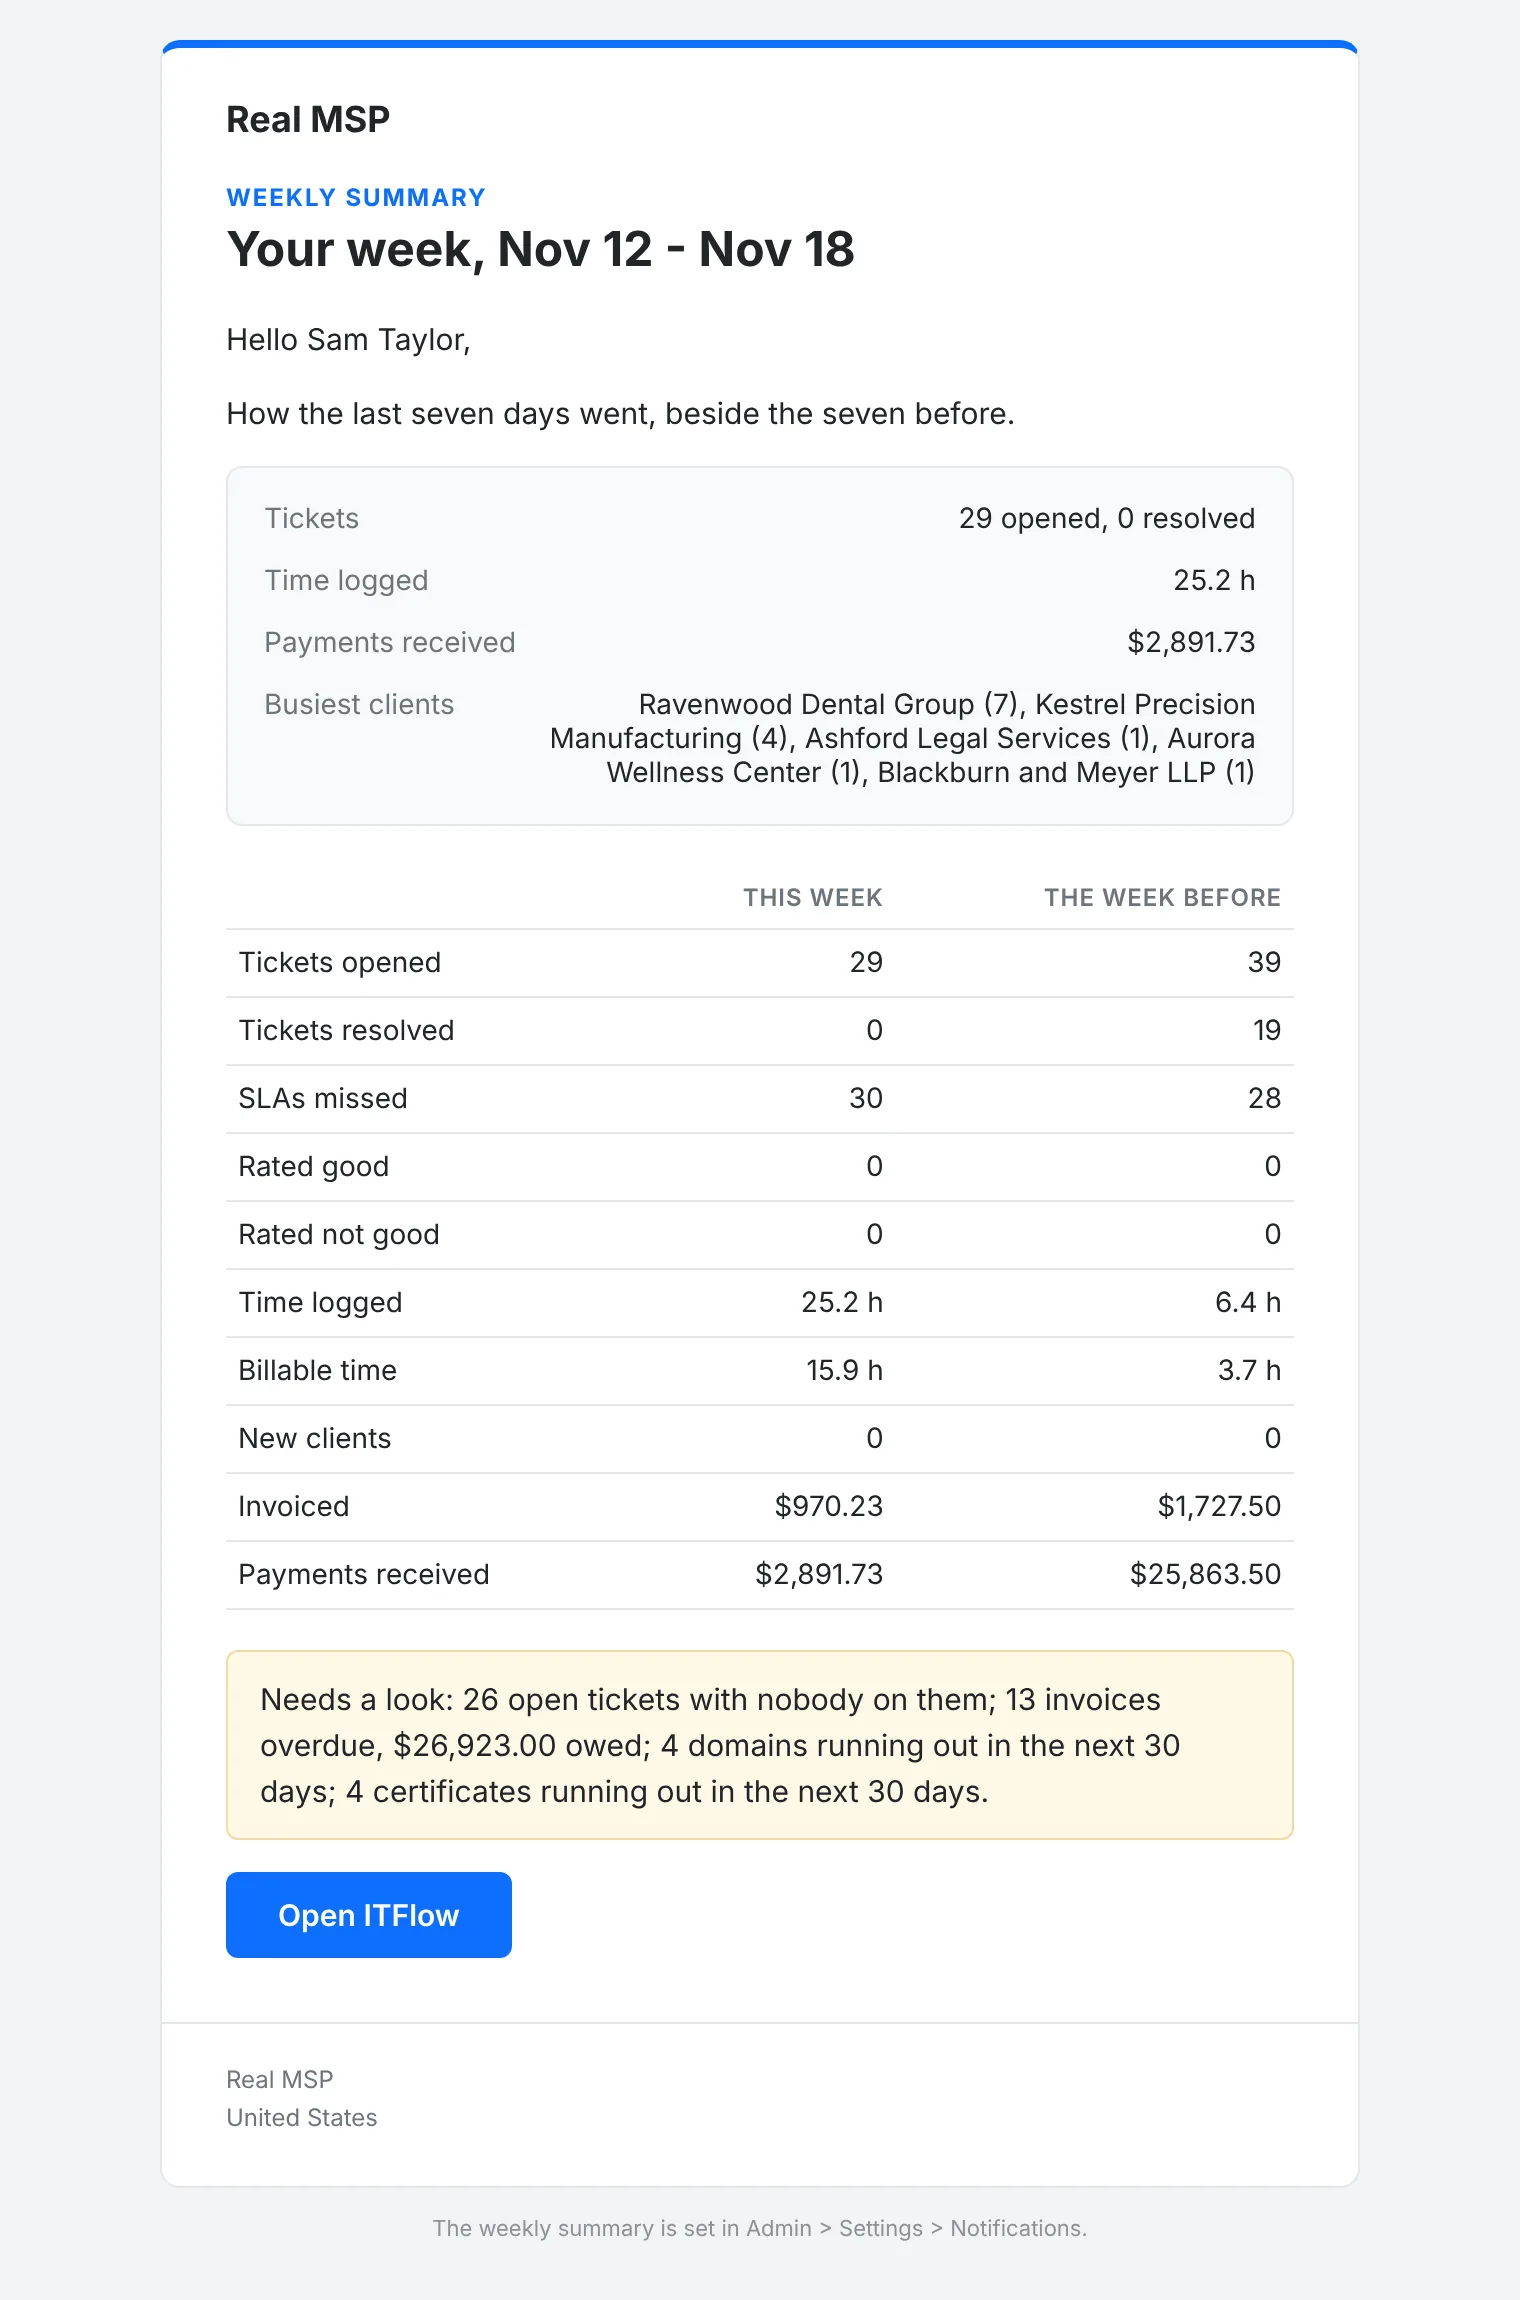 Real MSP
WEEKLY SUMMARY
Your week, Nov 12 - Nov 18
Hello Sam Taylor,
How the last seven days went, beside the seven before.
Tickets 29 opened, 0 resolved
Time logged 25.2 h
Payments received $2,891.73
Busiest clients Ravenwood Dental Group (7), Kestrel Precision
Manufacturing (4), Ashford Legal Services (1), Aurora
Wellness Center (1), Blackburn and Meyer LLP (1)
THIS WEEK THE WEEK BEFORE
Tickets opened 29 39
Tickets resolved 0 19
SLAs missed 30 28
Rated good 0 0
Rated not good 0 0
Time logged 25.2 h 6.4 h
Billable time 15.9 h 3.7 h
New clients 0 0
Invoiced $970.23 $1,727.50
Payments received $2,891.73 $25,863.50
Needs a look: 26 open tickets with nobody on them; 13 invoices
overdue, $26,923.00 owed; 4 domains running out in the next 30
days; 4 certificates running out in the next 30 days.
Open ITFlow
Real MSP
United States
The weekly summary is set in Admin > Settings > Notifications.